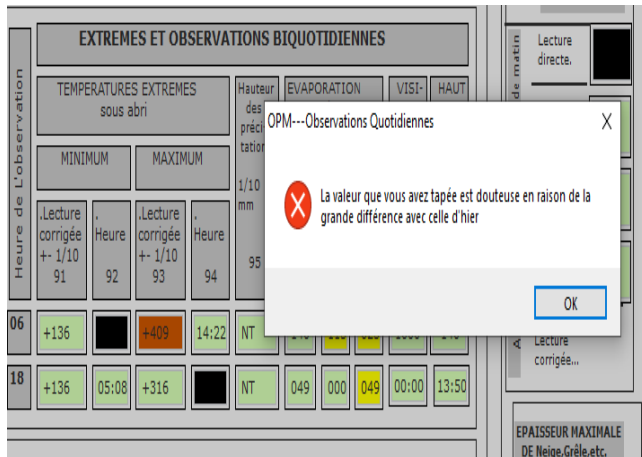 EXTREMES ET OBSERVATIONS BIQUOTIDIENNES
Heure de L'observation
TEMPERATURES EXTREMES
sous abri
MINIMUM
MAXIMUM
.Lecture
corrigée
+- 1/10
91
.
Heure
92
.Lecture
corrigée
+- 1/10
93
.
Heure
94
Hauteur
des
préci-
tation
1/10
mm
95
EVAPORATION
VISI-
HAUT
de matin
Lecture
directe.
OPM---Observations Quotidiennes
X
La valeur que vous avez tapée est douteuse en raison de la
grande différence avec celle d'hier
OK
06
+136
+409
14:22
NT
Lecture
corrigée...
18
+136
05:08
+316
NT
049
000
049
00:00
13:50
EPAISSEUR MAXIMALE
DE Neige,Grêle,etc.